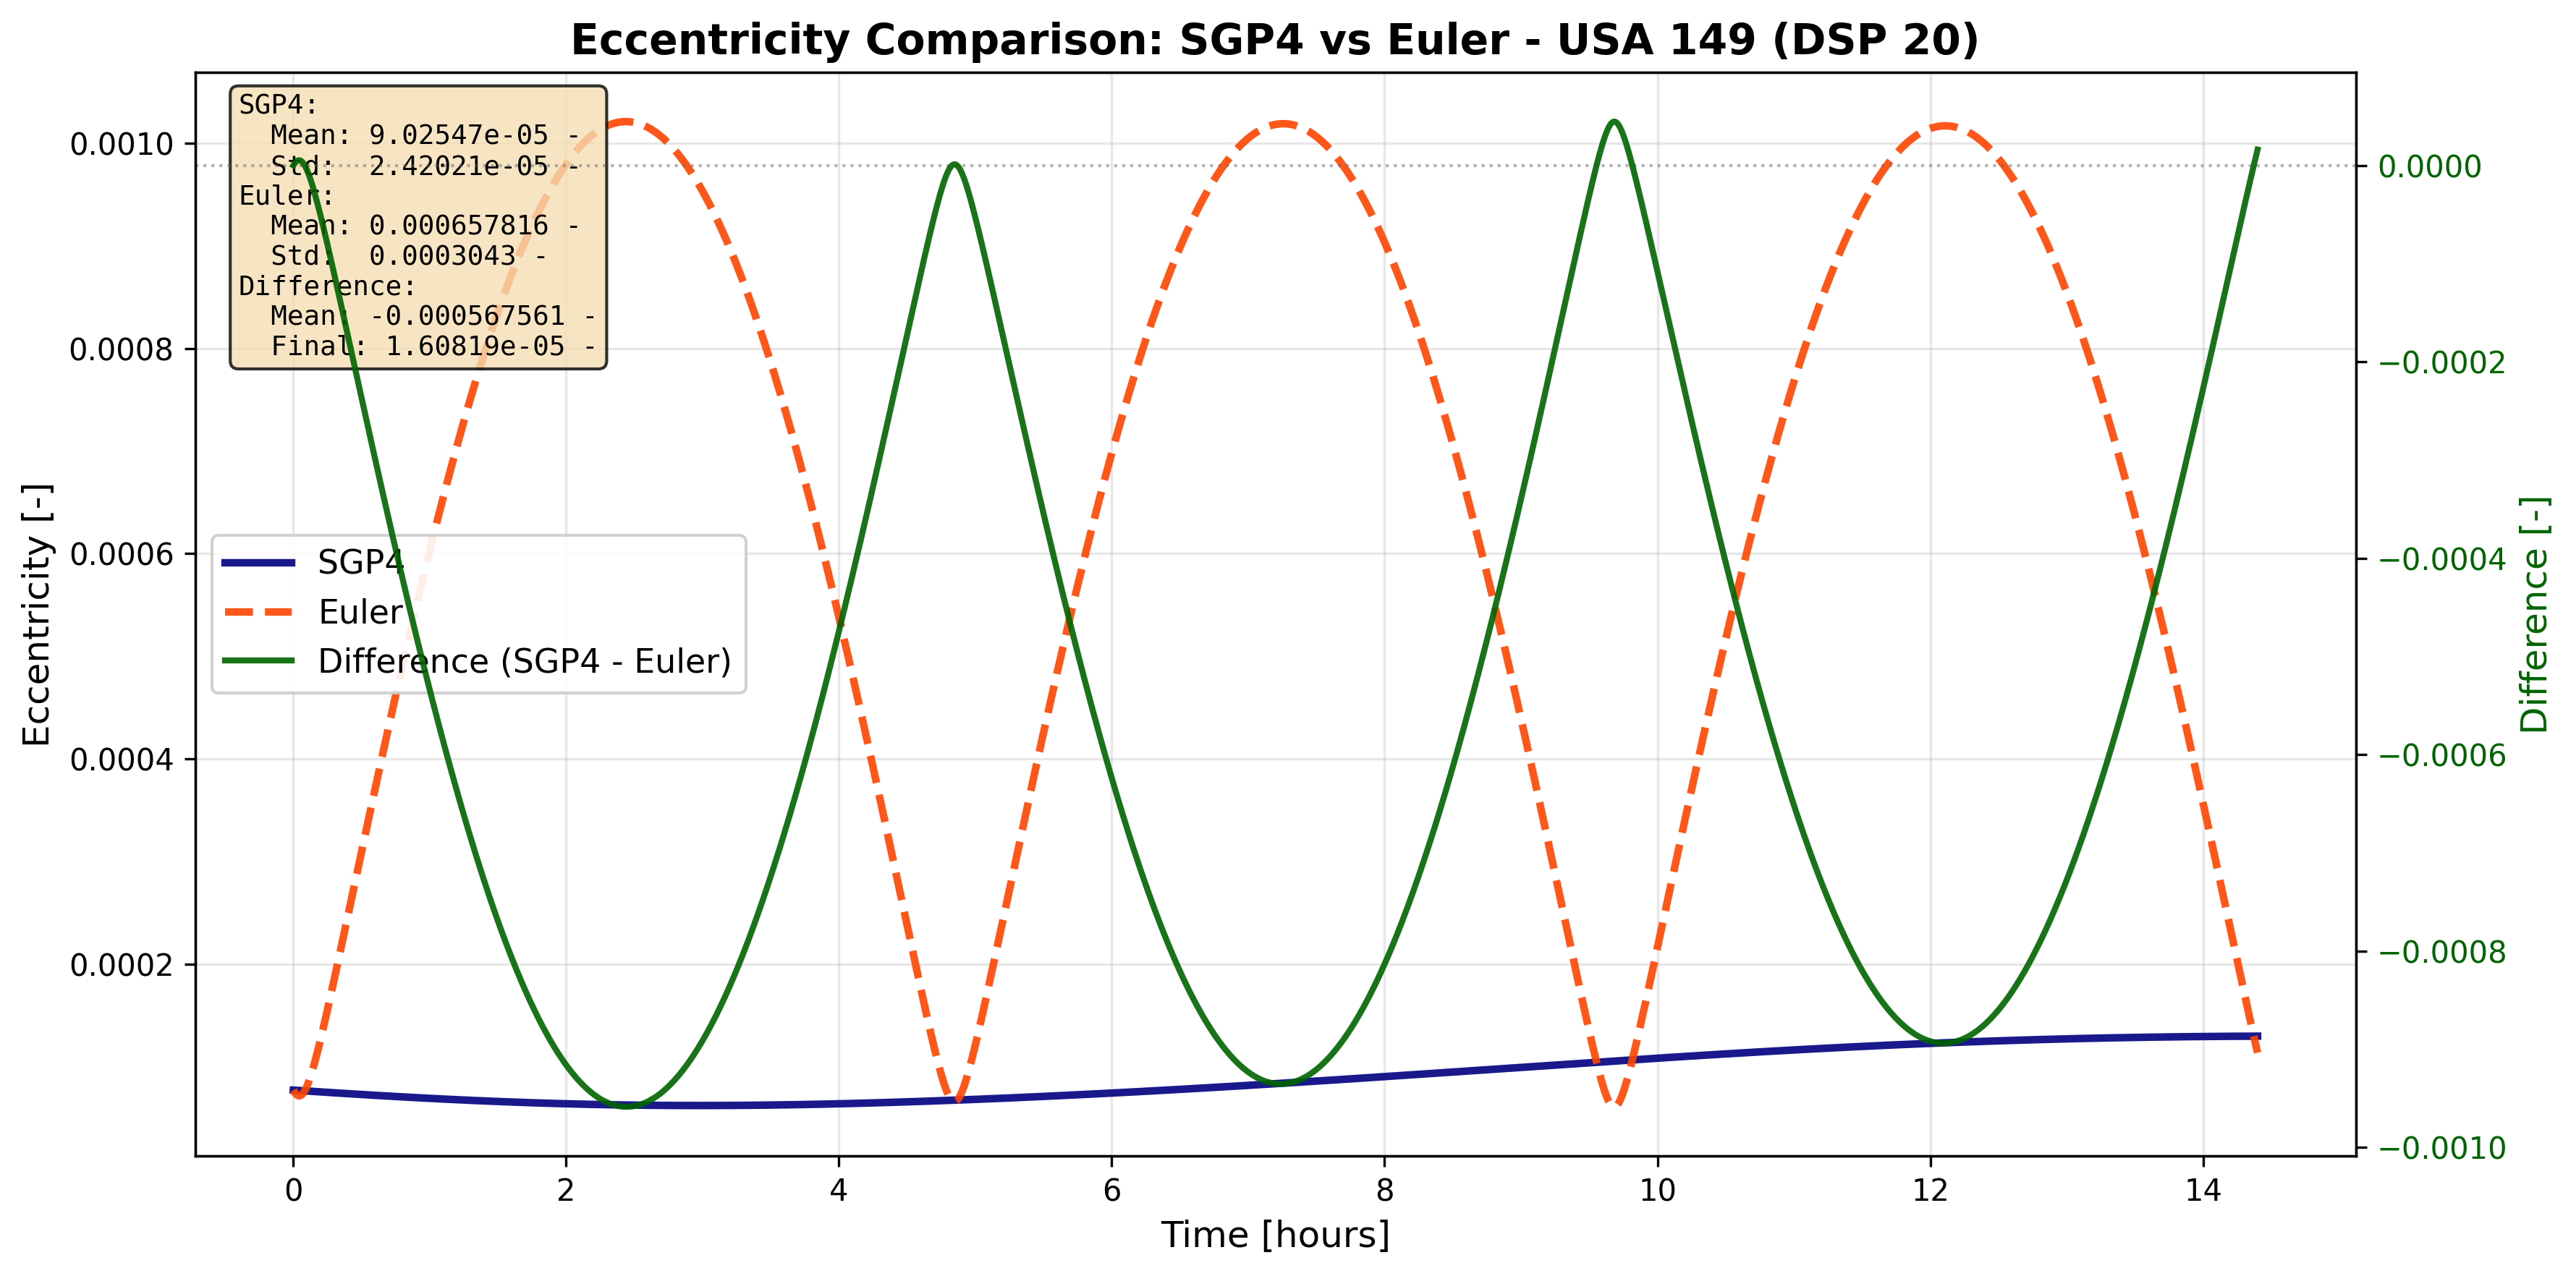 Eccentricity Comparison: SGP4 vs Euler - USA 149 (DSP 20)
SGP4:
Mean: 9.02547e-05 -
Std: 2.42021e-05 -
Euler:
Mean: 0.000657816 -
Std: 0.0003043 -
Difference:
Mean: -0.000567561 -
Final: 1.60819e-05 -
SGP4
Euler
Difference (SGP4 - Euler)
Eccentricity [-]
0.0010
0.0008
0.0006
0.0004
0.0002
0.0000
−0.0002
−0.0004
−0.0006
−0.0008
−0.0010
Difference [-]
0 2 4 6 8 10 12 14
Time [hours]